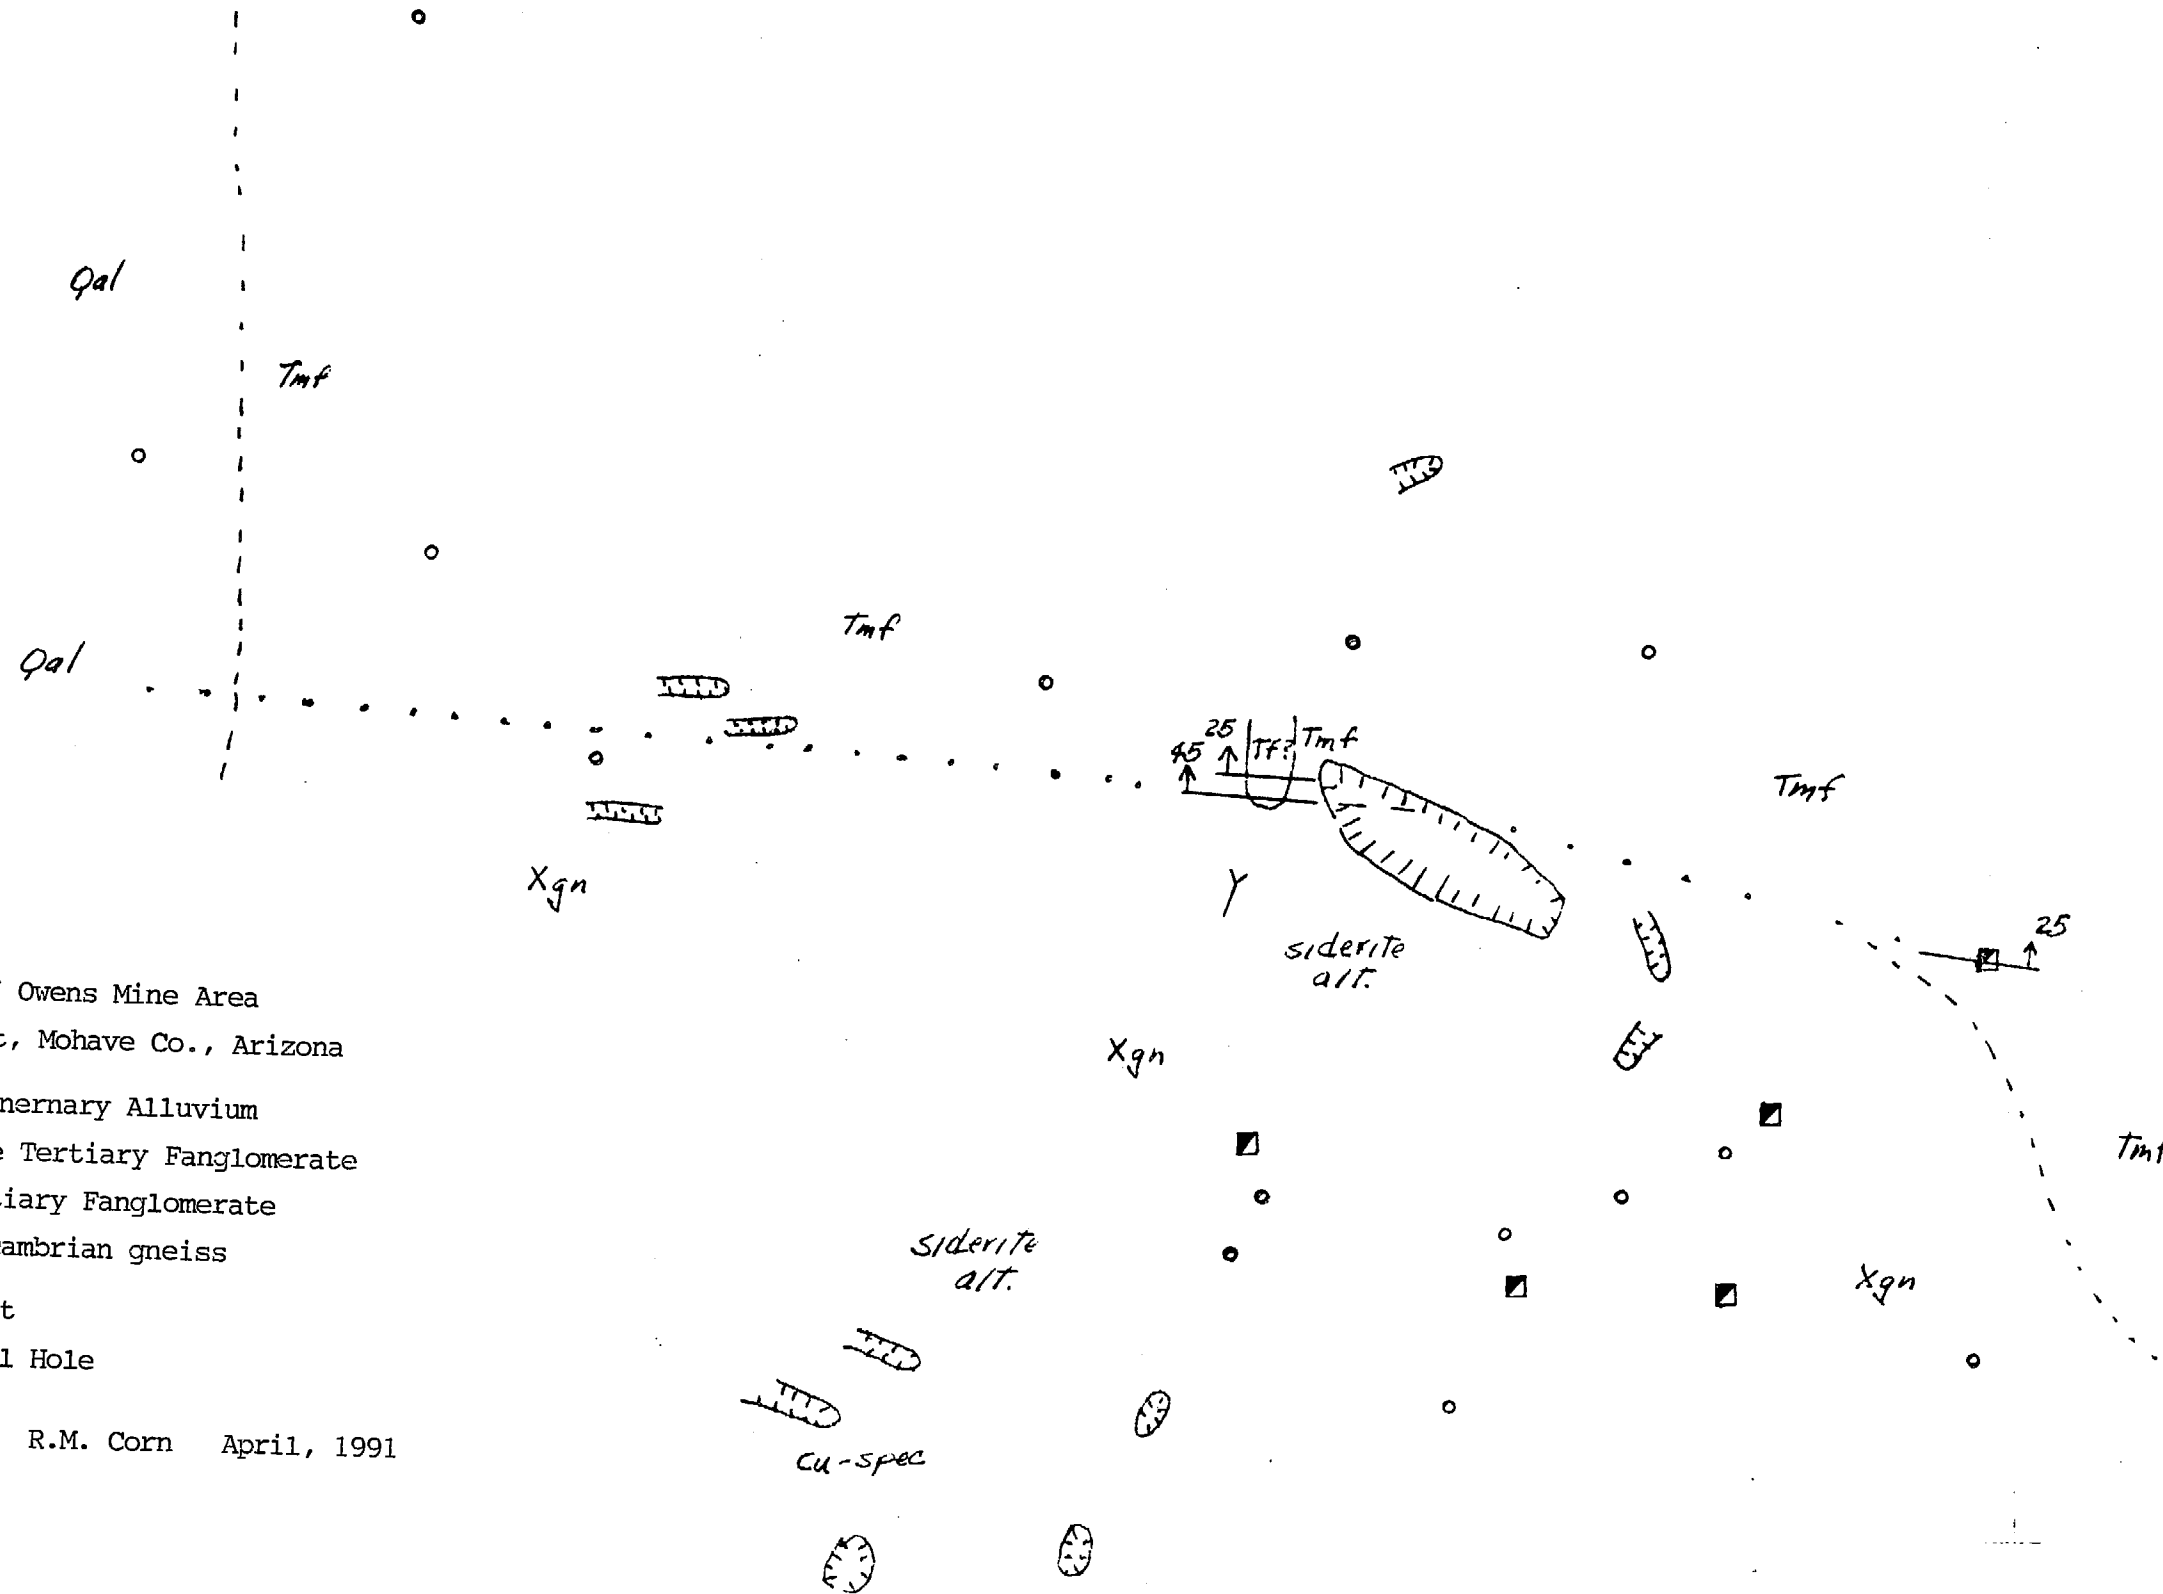 Qal
Tmf
Tmf
Qal
25
45
Tf?
Tmf
Tmf
Xgn
Y
25
siderite
alt.
Owens Mine Area
t, Mohave Co., Arizona
Xgn
nernary Alluvium
e Tertiary Fanglomerate
Tmf
iary Fanglomerate
ambrian gneiss
siderite
alt.
Xgn
t
l Hole
R.M. Corn April, 1991
cu-spec